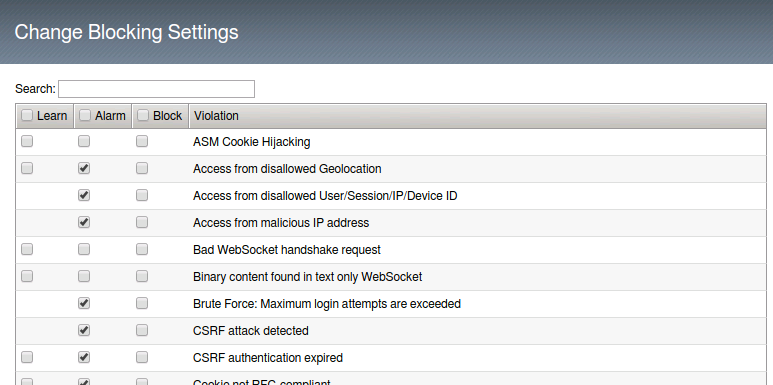 Change Blocking Settings
Search:
Learn Alarm Block Violation
ASM Cookie Hijacking
Access from disallowed Geolocation
Access from disallowed User/Session/IP/Device ID
Access from malicious IP address
Bad WebSocket handshake request
Binary content found in text only WebSocket
Brute Force: Maximum login attempts are exceeded
CSRF attack detected
CSRF authentication expired
Cookie not RFC-compliant